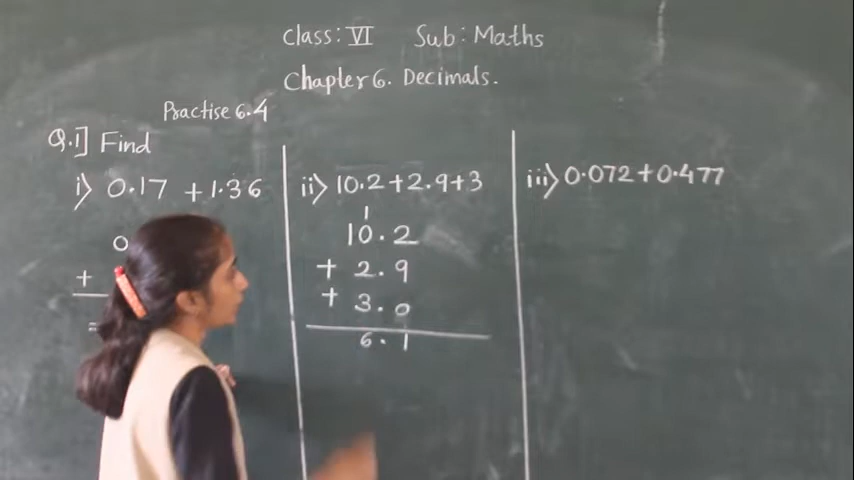 Class: VI Sub: Maths
Chapter 6. Decimals.
Practise 6.4
Q.1] Find
i) 0.17 + 1.36
0
+
=
ii) 10.2 + 2.9 + 3
1
10.2
+ 2.9
+ 3.0
6.1
iii) 0.072 + 0.477